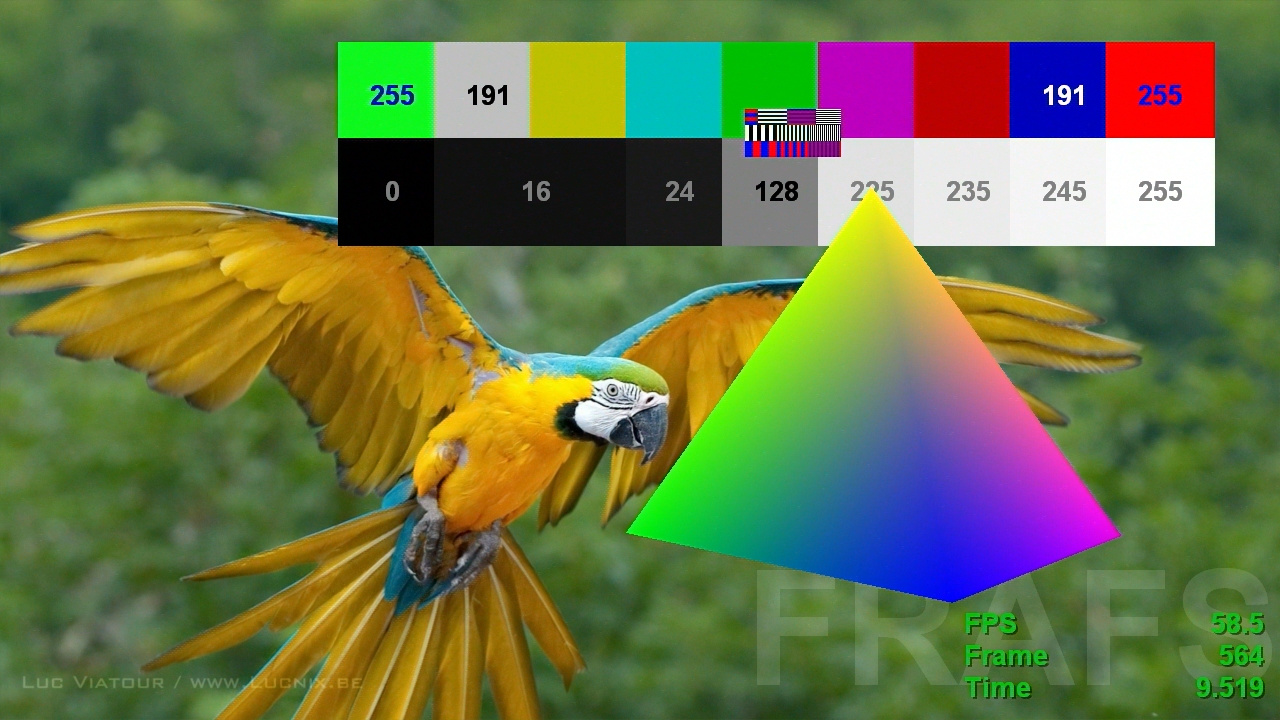 255 191 191 255
0 16 24 128 225 235 245 255
FRAFS
FPS 58.5
Frame 564
Time 9.519
Luc Viatour / www.Lucnix.be